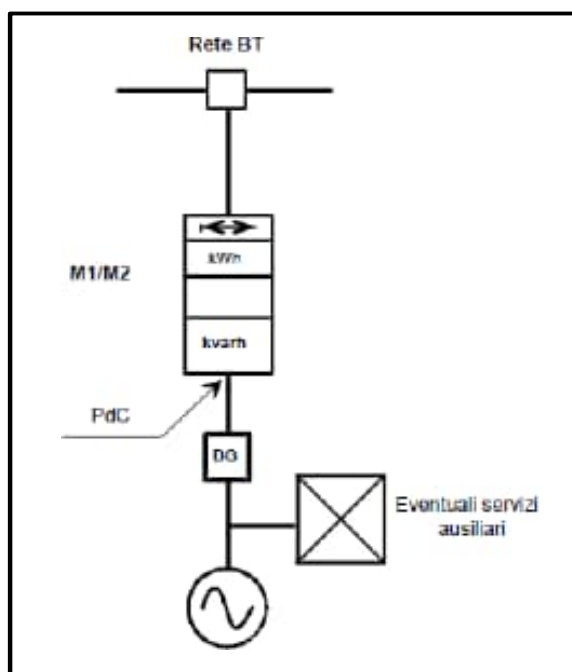 Rete BT
kWh
M1/M2
kvarh
PdC
DG
Eventuali servizi
ausiliari